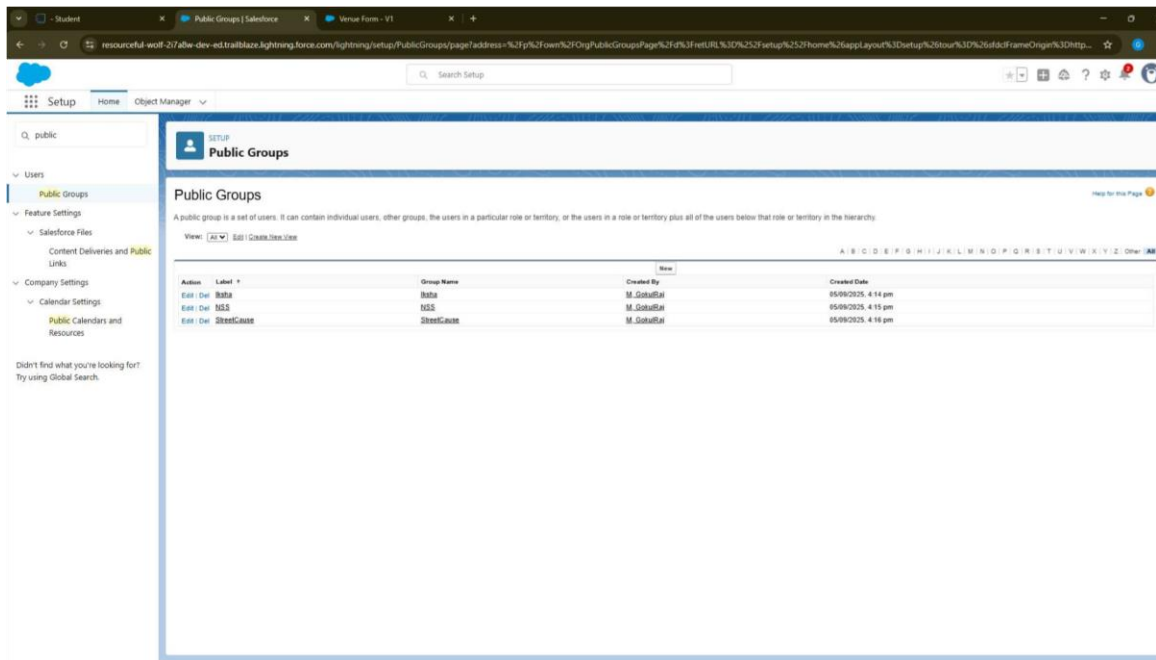 - Student
Public Groups | Salesforce
Venue Form - V1
resourceful-wolf-2i7a8w-dev-ed.trailblaze.lightning.force.com/lightning/setup/PublicGroups/page?address=%2Fp%2Fown%2FOrgPublicGroupsPage%2Fd%3FretURL%3D%252Fsetup%252Fhome%26appLayout%3Dsetup%26tour%3D%26sfdcIFrameOrigin%3Dhttp...
Search Setup
Setup Home Object Manager
public
SETUP
Public Groups
Users
Public Groups
Feature Settings
Salesforce Files
Content Deliveries and Public
Links
Company Settings
Calendar Settings
Public Calendars and
Resources
Didn't find what you're looking for?
Try using Global Search.
Public Groups
Help for this Page
A public group is a set of users. It can contain individual users, other groups, the users in a particular role or territory, or the users in a role or territory plus all of the users below that role or territory in the hierarchy.
View: All Edit | Create New View
A | B | C | D | E | F | G | H | I | J | K | L | M | N | O | P | Q | R | S | T | U | V | W | X | Y | Z | Other | All
New
Action Label Group Name Created By Created Date
Edit | Del Iksha Iksha M, GokulRaj 05/09/2025, 4:14 pm
Edit | Del NSS NSS M, GokulRaj 05/09/2025, 4:15 pm
Edit | Del StreetCause StreetCause M, GokulRaj 05/09/2025, 4:16 pm